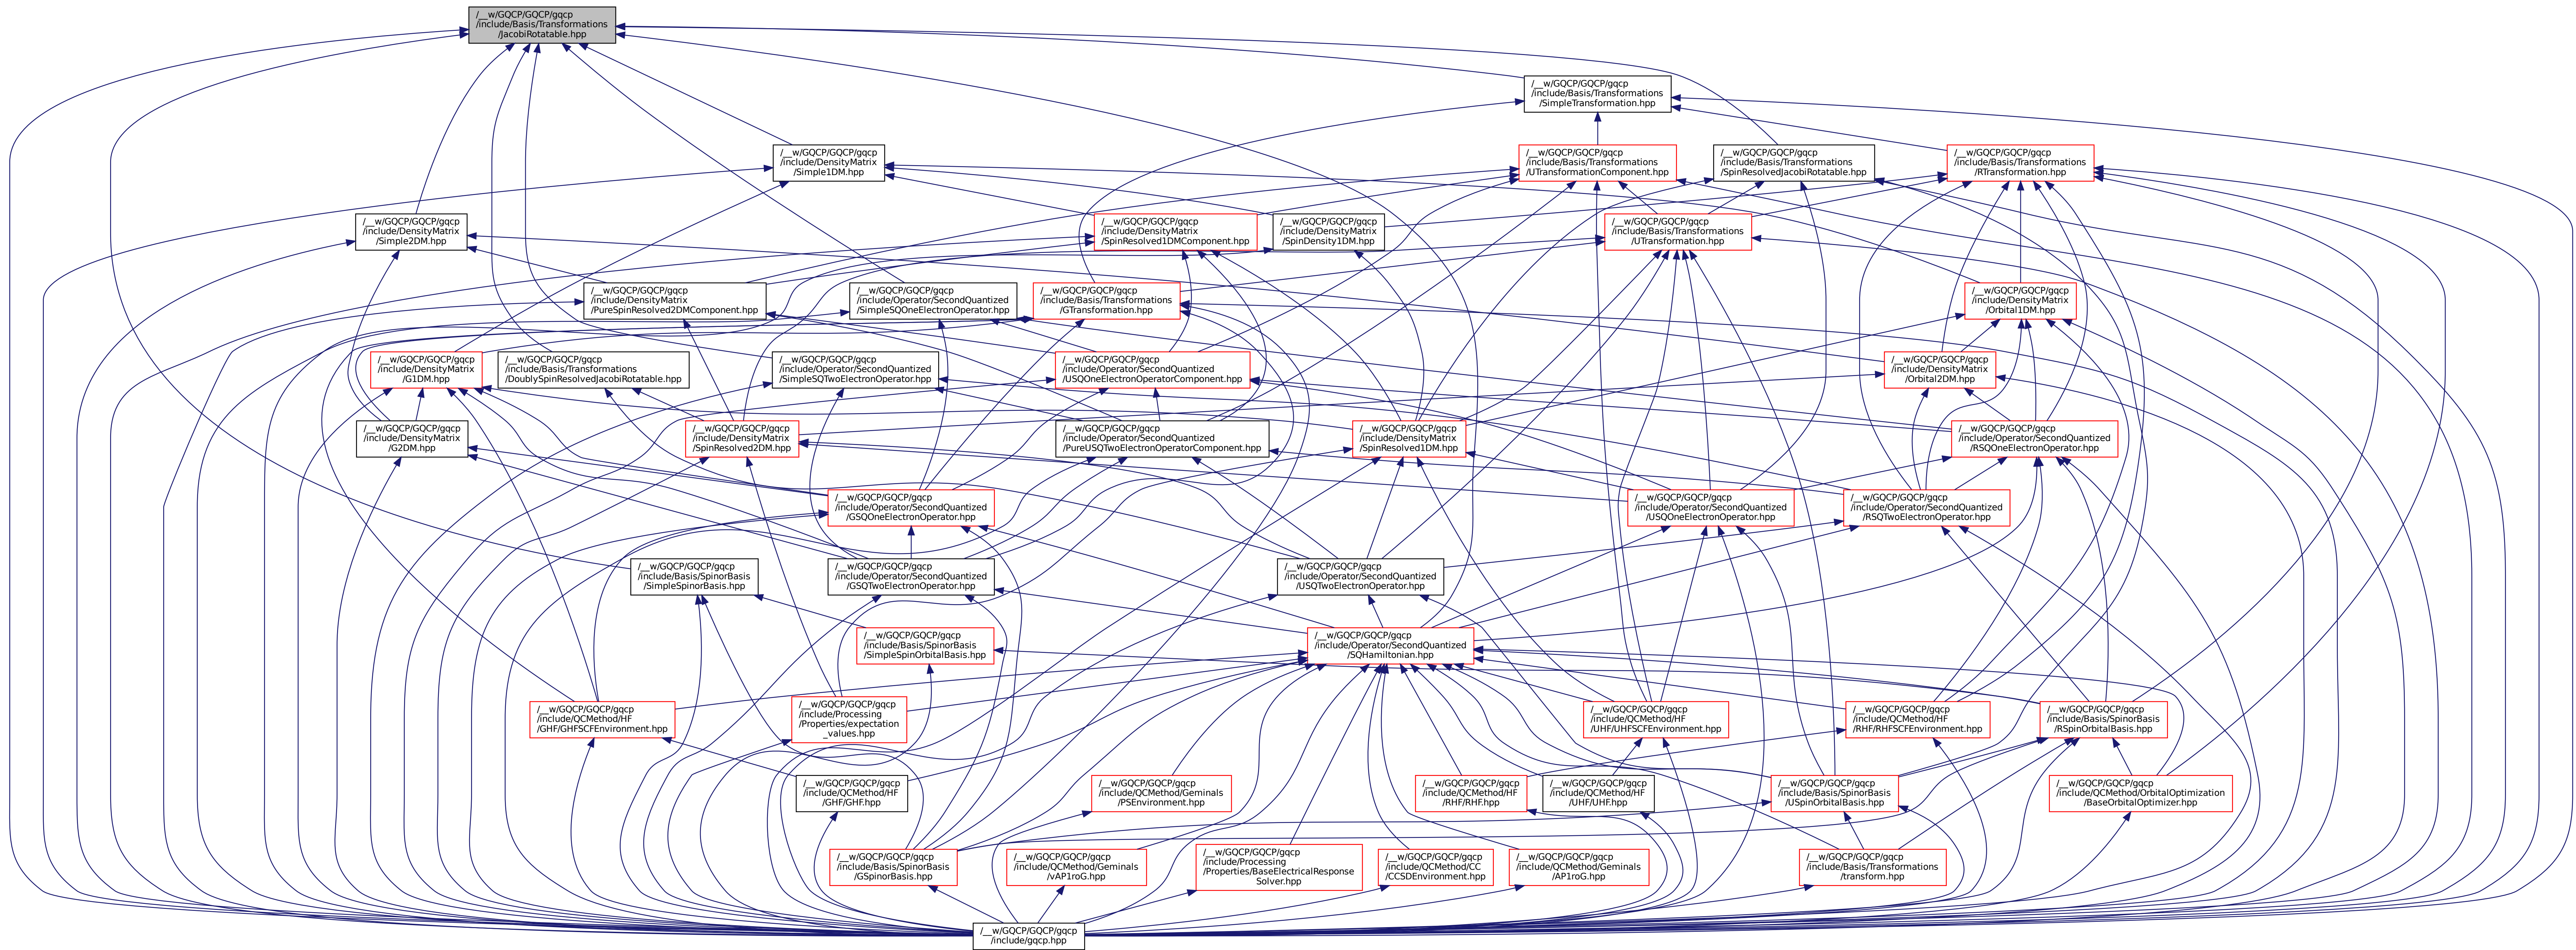 /__w/GQCP/GQCP/gqcp
/include/Basis/Transformations
/JacobiRotatable.hpp
/__w/GQCP/GQCP/gqcp
/include/Basis/Transformations
/SimpleTransformation.hpp
/__w/GQCP/GQCP/gqcp
/include/DensityMatrix
/Simple1DM.hpp
/__w/GQCP/GQCP/gqcp
/include/Basis/Transformations
/UTransformationComponent.hpp
/__w/GQCP/GQCP/gqcp
/include/Basis/Transformations
/SpinResolvedJacobiRotatable.hpp
/__w/GQCP/GQCP/gqcp
/include/Basis/Transformations
/RTransformation.hpp
/__w/GQCP/GQCP/gqcp
/include/DensityMatrix
/Simple2DM.hpp
/__w/GQCP/GQCP/gqcp
/include/DensityMatrix
/SpinResolved1DMComponent.hpp
/__w/GQCP/GQCP/gqcp
/include/DensityMatrix
/SpinDensity1DM.hpp
/__w/GQCP/GQCP/gqcp
/include/Basis/Transformations
/UTransformation.hpp
/__w/GQCP/GQCP/gqcp
/include/DensityMatrix
/PureSpinResolved2DMComponent.hpp
/__w/GQCP/GQCP/gqcp
/include/Operator/SecondQuantized
/SimpleSQOneElectronOperator.hpp
/__w/GQCP/GQCP/gqcp
/include/Basis/Transformations
/GTransformation.hpp
/__w/GQCP/GQCP/gqcp
/include/DensityMatrix
/Orbital1DM.hpp
/__w/GQCP/GQCP/gqcp
/include/DensityMatrix
/G1DM.hpp
/__w/GQCP/GQCP/gqcp
/include/Basis/Transformations
/DoublySpinResolvedJacobiRotatable.hpp
/__w/GQCP/GQCP/gqcp
/include/Operator/SecondQuantized
/SimpleSQTwoElectronOperator.hpp
/__w/GQCP/GQCP/gqcp
/include/Operator/SecondQuantized
/USQOneElectronOperatorComponent.hpp
/__w/GQCP/GQCP/gqcp
/include/DensityMatrix
/Orbital2DM.hpp
/__w/GQCP/GQCP/gqcp
/include/DensityMatrix
/G2DM.hpp
/__w/GQCP/GQCP/gqcp
/include/DensityMatrix
/SpinResolved2DM.hpp
/__w/GQCP/GQCP/gqcp
/include/Operator/SecondQuantized
/PureUSQTwoElectronOperatorComponent.hpp
/__w/GQCP/GQCP/gqcp
/include/DensityMatrix
/SpinResolved1DM.hpp
/__w/GQCP/GQCP/gqcp
/include/Operator/SecondQuantized
/RSQOneElectronOperator.hpp
/__w/GQCP/GQCP/gqcp
/include/Operator/SecondQuantized
/GSQOneElectronOperator.hpp
/__w/GQCP/GQCP/gqcp
/include/Operator/SecondQuantized
/USQOneElectronOperator.hpp
/__w/GQCP/GQCP/gqcp
/include/Operator/SecondQuantized
/RSQTwoElectronOperator.hpp
/__w/GQCP/GQCP/gqcp
/include/Basis/SpinorBasis
/SimpleSpinorBasis.hpp
/__w/GQCP/GQCP/gqcp
/include/Operator/SecondQuantized
/GSQTwoElectronOperator.hpp
/__w/GQCP/GQCP/gqcp
/include/Operator/SecondQuantized
/USQTwoElectronOperator.hpp
/__w/GQCP/GQCP/gqcp
/include/Basis/SpinorBasis
/SimpleSpinOrbitalBasis.hpp
/__w/GQCP/GQCP/gqcp
/include/Operator/SecondQuantized
/SQHamiltonian.hpp
/__w/GQCP/GQCP/gqcp
/include/QCMethod/HF
/GHF/GHFSCFEnvironment.hpp
/__w/GQCP/GQCP/gqcp
/include/Processing
/Properties/expectation
_values.hpp
/__w/GQCP/GQCP/gqcp
/include/QCMethod/HF
/UHF/UHFSCFEnvironment.hpp
/__w/GQCP/GQCP/gqcp
/include/QCMethod/HF
/RHF/RHFSCFEnvironment.hpp
/__w/GQCP/GQCP/gqcp
/include/Basis/SpinorBasis
/RSpinOrbitalBasis.hpp
/__w/GQCP/GQCP/gqcp
/include/QCMethod/HF
/GHF/GHF.hpp
/__w/GQCP/GQCP/gqcp
/include/QCMethod/Geminals
/PSEnvironment.hpp
/__w/GQCP/GQCP/gqcp
/include/QCMethod/HF
/RHF/RHF.hpp
/__w/GQCP/GQCP/gqcp
/include/QCMethod/HF
/UHF/UHF.hpp
/__w/GQCP/GQCP/gqcp
/include/Basis/SpinorBasis
/USpinOrbitalBasis.hpp
/__w/GQCP/GQCP/gqcp
/include/QCMethod/OrbitalOptimization
/BaseOrbitalOptimizer.hpp
/__w/GQCP/GQCP/gqcp
/include/Basis/SpinorBasis
/GSpinorBasis.hpp
/__w/GQCP/GQCP/gqcp
/include/QCMethod/Geminals
/vAP1roG.hpp
/__w/GQCP/GQCP/gqcp
/include/Processing
/Properties/BaseElectricalResponse
Solver.hpp
/__w/GQCP/GQCP/gqcp
/include/QCMethod/CC
/CCSDEnvironment.hpp
/__w/GQCP/GQCP/gqcp
/include/QCMethod/Geminals
/AP1roG.hpp
/__w/GQCP/GQCP/gqcp
/include/Basis/Transformations
/transform.hpp
/__w/GQCP/GQCP/gqcp
/include/gqcp.hpp